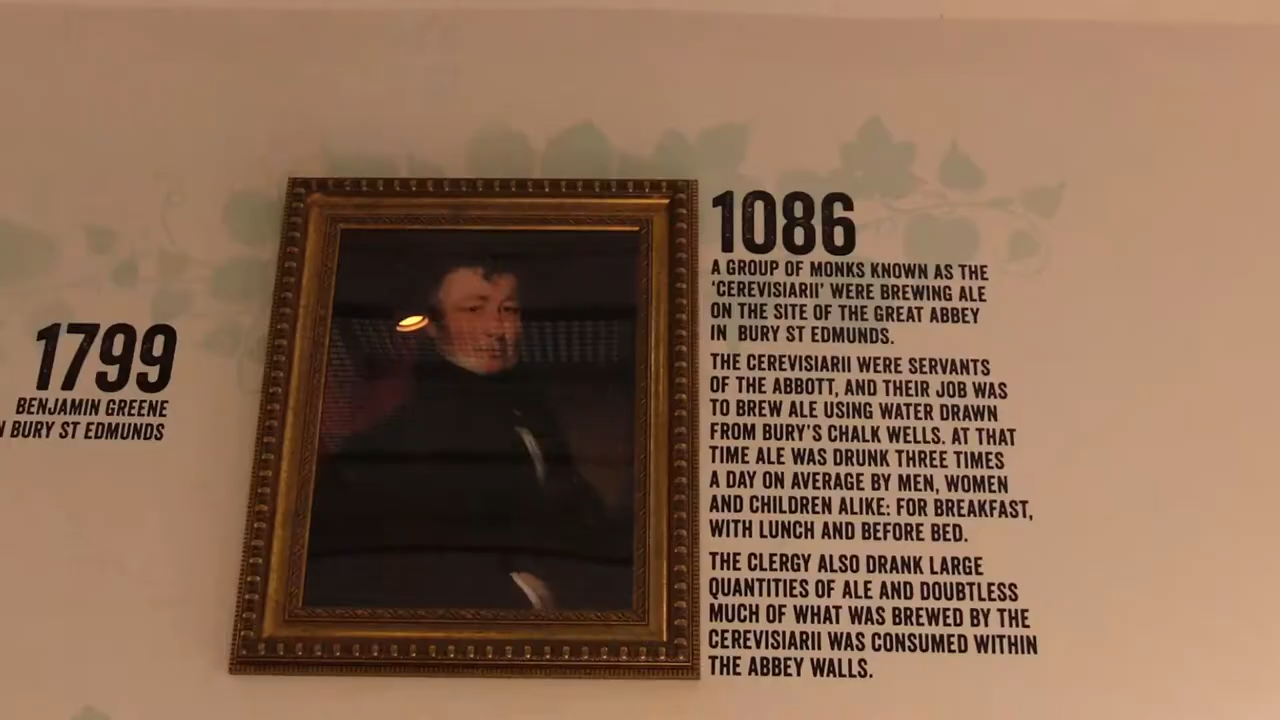 1799
BENJAMIN GREENE
BURY ST EDMUNDS
1086
A GROUP OF MONKS KNOWN AS THE
‘CEREVISIARII’ WERE BREWING ALE
ON THE SITE OF THE GREAT ABBEY
IN BURY ST EDMUNDS.
THE CEREVISIARII WERE SERVANTS
OF THE ABBOTT, AND THEIR JOB WAS
TO BREW ALE USING WATER DRAWN
FROM BURY’S CHALK WELLS. AT THAT
TIME ALE WAS DRUNK THREE TIMES
A DAY ON AVERAGE BY MEN, WOMEN
AND CHILDREN ALIKE: FOR BREAKFAST,
WITH LUNCH AND BEFORE BED.
THE CLERGY ALSO DRANK LARGE
QUANTITIES OF ALE AND DOUBTLESS
MUCH OF WHAT WAS BREWED BY THE
CEREVISIARII WAS CONSUMED WITHIN
THE ABBEY WALLS.